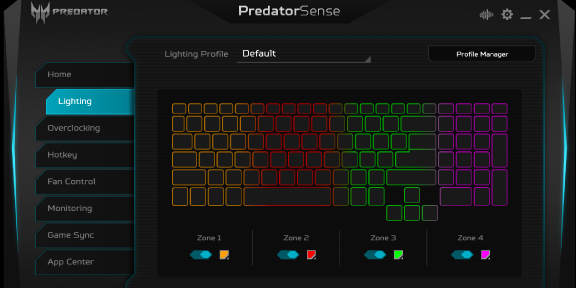 PREDATOR
PredatorSense
Lighting Profile
Default
Profile Manager
Home
Lighting
Overclocking
Hotkey
Fan Control
Monitoring
Game Sync
App Center
Zone 1
Zone 2
Zone 3
Zone 4